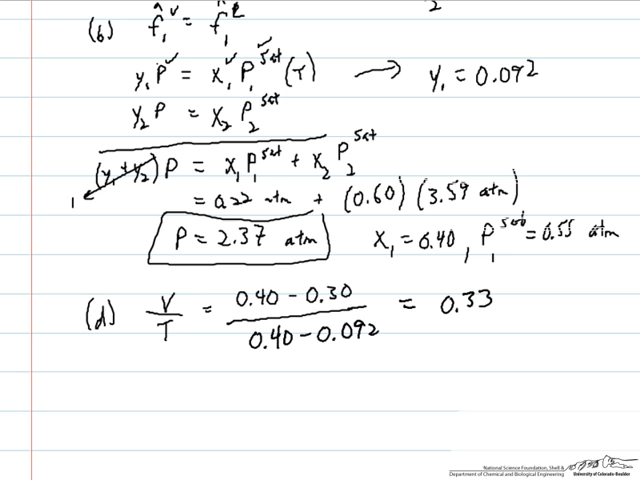 2
(b) f̂₁ᵛ = f̂₁ᴸ
y₁P = x₁P₁ˢᵃᵗ(T) → y₁ = 0.092
y₂P = x₂P₂ˢᵃᵗ
(y₁+y₂)P = x₁P₁ˢᵃᵗ + x₂P₂ˢᵃᵗ
1
= 0.22 atm + (0.60)(3.59 atm)
P = 2.37 atm x₁ = 0.40, P₁ˢᵃᵗ = 0.55 atm
(d) V/T = (0.40 − 0.30)/(0.40 − 0.092) = 0.33
National Science Foundation, Shell &
Department of Chemical and Biological Engineering
University of Colorado-Boulder